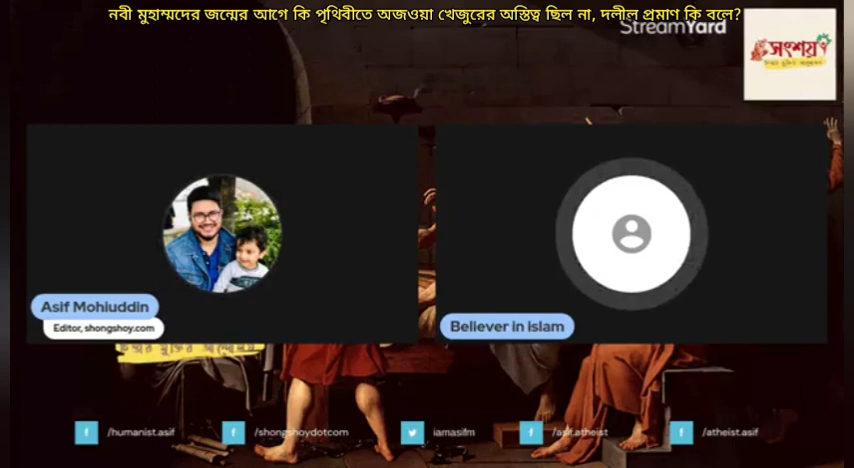 নবী মুহাম্মদের জন্মের আগে কি পৃথিবীতে অজওয়া খেজুরের অস্তিত্ব ছিল না, দলীল প্রমাণ কি বলে?
StreamYard
সংশয়
Asif Mohiuddin
Editor, shongshoy.com
Believer in islam
/humanist.asif
/shongshoydotcom
iamasifm
/asif.atheist
/atheist.asif